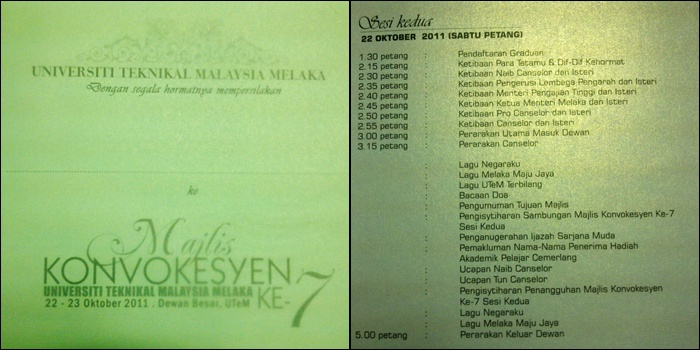 UNIVERSITI TEKNIKAL MALAYSIA MELAKA
Dengan segala hormatnya mempersilakan
ke
Majlis
KONVOKESYEN
UNIVERSITI TEKNIKAL MALAYSIA MELAKA KE-7
22 - 23 Oktober 2011 . Dewan Besar, UTeM
Sesi kedua
22 OKTOBER 2011 (SABTU PETANG)
1.30 petang : Pendaftaran Graduan
2.15 petang : Ketibaan Para Tetamu & Dif-Dif Kehormat
2.30 petang : Ketibaan Naib Canselor dan Isteri
2.35 petang : Ketibaan Pengerusi Lembaga Pengarah dan Isteri
2.40 petang : Ketibaan Menteri Pengajian Tinggi dan Isteri
2.45 petang : Ketibaan Ketua Menteri Melaka dan Isteri
2.50 petang : Ketibaan Pro Canselor dan Isteri
2.55 petang : Ketibaan Canselor dan Isteri
3.00 petang : Perarakan Utama Masuk Dewan
3.15 petang : Perarakan Canselor
: Lagu Negaraku
: Lagu Melaka Maju Jaya
: Lagu UTeM Terbilang
: Bacaan Doa
: Pengumuman Tujuan Majlis
: Pengisytiharan Sambungan Majlis Konvokesyen Ke-7
Sesi Kedua
: Penganugerahan Ijazah Sarjana Muda
: Pemakluman Nama-Nama Penerima Hadiah
Akademik Pelajar Cemerlang
: Ucapan Naib Canselor
: Ucapan Tun Canselor
: Pengisytiharan Penangguhan Majlis Konvokesyen
Ke-7 Sesi Kedua
: Lagu Negaraku
: Lagu Melaka Maju Jaya
5.00 petang : Perarakan Keluar Dewan